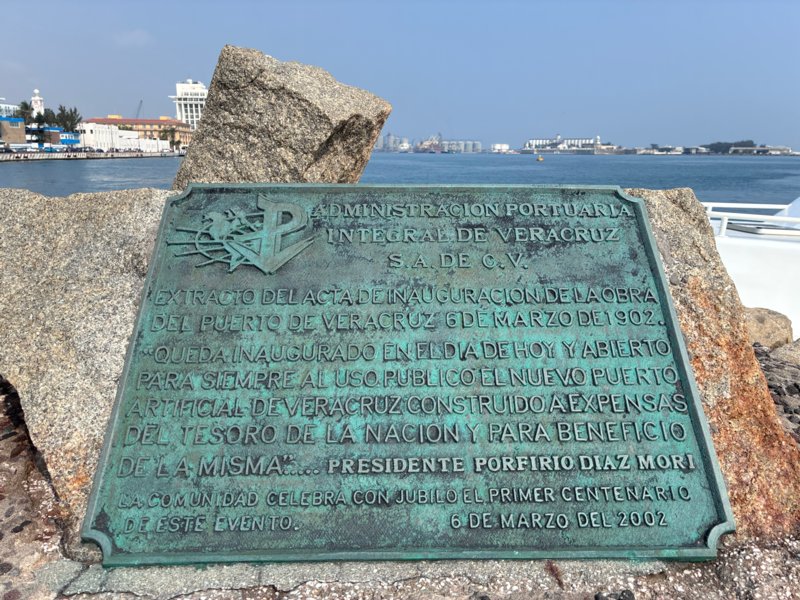 ADMINISTRACION PORTUARIA
INTEGRAL DE VERACRUZ
S.A. DE C.V.
EXTRACTO DEL ACTA DE INAUGURACION DE LA OBRA
DEL PUERTO DE VERACRUZ 6 DE MARZO DE 1902..
"QUEDA INAUGURADO EN EL DIA DE HOY Y ABIERTO
PARA SIEMPRE AL USO PUBLICO EL NUEVO PUERTO
ARTIFICIAL DE VERACRUZ CONSTRUIDO A EXPENSAS
DEL TESORO DE LA NACION Y PARA BENEFICIO
DE LA MISMA"..... PRESIDENTE PORFIRIO DIAZ MORI
LA COMUNIDAD CELEBRA CON JUBILO EL PRIMER CENTENARIO
DE ESTE EVENTO. 6 DE MARZO DEL 2002